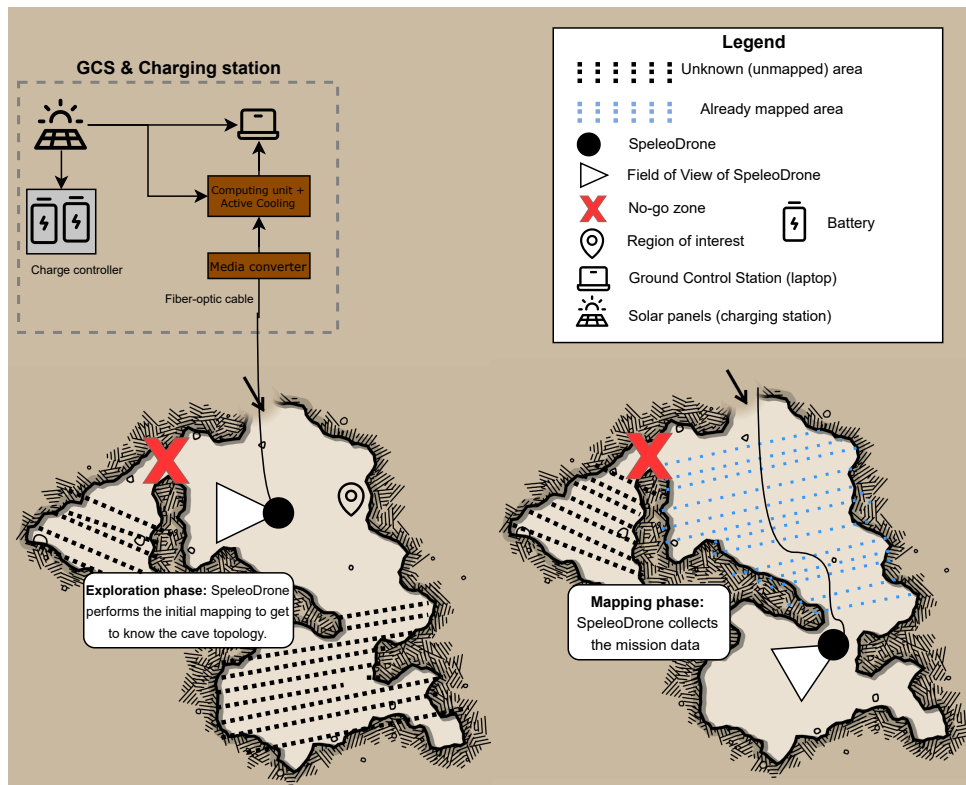 GCS & Charging station
Computing unit +
Active Cooling
Media converter
Charge controller
Fiber-optic cable
Legend
Unknown (unmapped) area
Already mapped area
SpeleoDrone
Field of View of SpeleoDrone
No-go zone
Battery
Region of interest
Ground Control Station (laptop)
Solar panels (charging station)
Exploration phase: SpeleoDrone
performs the initial mapping to get
to know the cave topology.
Mapping phase:
SpeleoDrone collects
the mission data